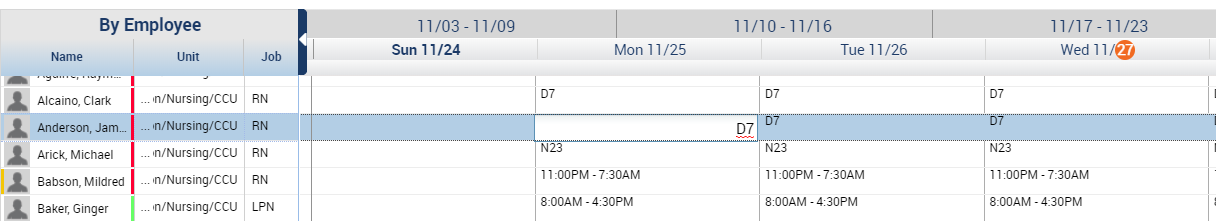 By Employee 11/03 - 11/09 11/10 - 11/16 11/17 - 11/23
Name Unit Job Sun 11/24 Mon 11/25 Tue 11/26 Wed 11/27
Alcaino, Clark ...n/Nursing/CCU RN D7 D7 D7
Anderson, Jam... ...n/Nursing/CCU RN D7 D7 D7
Arick, Michael ...n/Nursing/CCU RN N23 N23 N23
Babson, Mildred ...n/Nursing/CCU RN 11:00PM - 7:30AM 11:00PM - 7:30AM 11:00PM - 7:30AM
Baker, Ginger ...n/Nursing/CCU LPN 8:00AM - 4:30PM 8:00AM - 4:30PM 8:00AM - 4:30PM